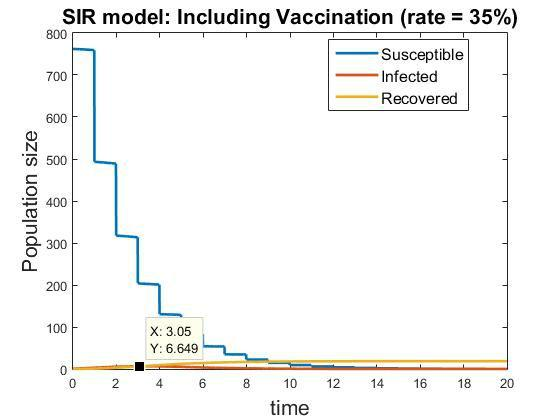 SIR model: Including Vaccination (rate = 35%)
800
700
600
500
400
300
200
100
0
Population size
Susceptible
Infected
Recovered
X: 3.05
Y: 6.649
0 2 4 6 8 10 12 14 16 18 20
time